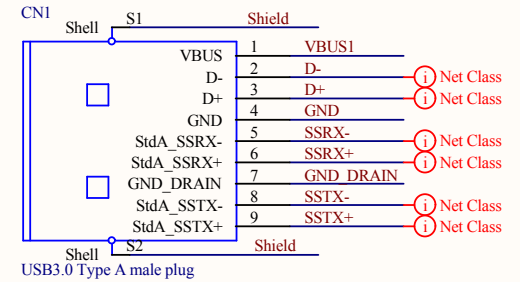 CN1
Shell S1 Shield
VBUS 1 VBUS1
D- 2 D- i Net Class
D+ 3 D+ i Net Class
GND 4 GND
StdA_SSRX- 5 SSRX- i Net Class
StdA_SSRX+ 6 SSRX+ i Net Class
GND_DRAIN 7 GND_DRAIN
StdA_SSTX- 8 SSTX- i Net Class
StdA_SSTX+ 9 SSTX+ i Net Class
Shell S2 Shield
USB3.0 Type A male plug